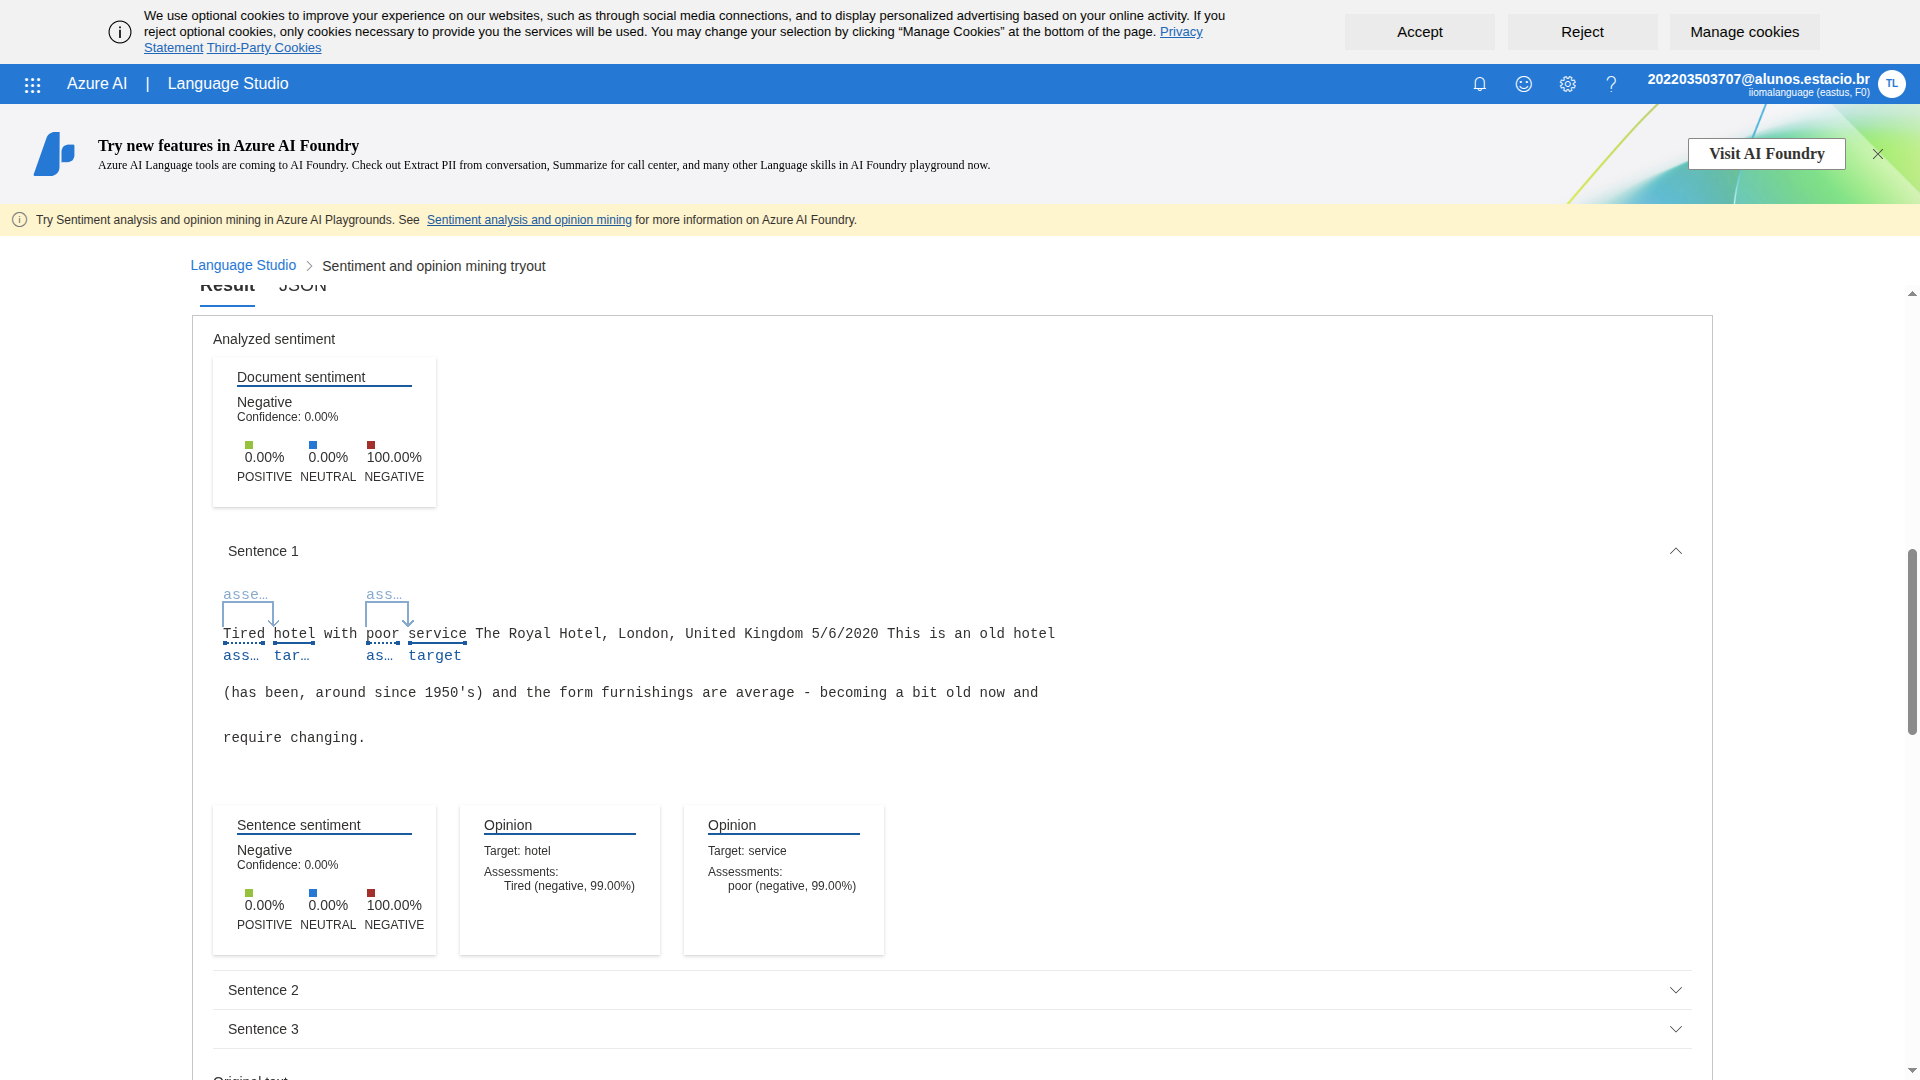 We use optional cookies to improve your experience on our websites, such as through social media connections, and to display personalized advertising based on your online activity. If you
reject optional cookies, only cookies necessary to provide you the services will be used. You may change your selection by clicking “Manage Cookies” at the bottom of the page. Privacy
Statement Third-Party Cookies
Accept
Reject
Manage cookies
Azure AI | Language Studio
202203503707@alunos.estacio.br
iiomalanguage (eastus, F0)
TL
Try new features in Azure AI Foundry
Azure AI Language tools are coming to AI Foundry. Check out Extract PII from conversation, Summarize for call center, and many other Language skills in AI Foundry playground now.
Visit AI Foundry
Try Sentiment analysis and opinion mining in Azure AI Playgrounds. See Sentiment analysis and opinion mining for more information on Azure AI Foundry.
Language Studio > Sentiment and opinion mining tryout
Result JSON
Analyzed sentiment
Document sentiment
Negative
Confidence: 0.00%
0.00% 0.00% 100.00%
POSITIVE NEUTRAL NEGATIVE
Sentence 1
asse… ass…
Tired hotel with poor service The Royal Hotel, London, United Kingdom 5/6/2020 This is an old hotel
ass… tar… as… target
(has been, around since 1950's) and the form furnishings are average - becoming a bit old now and
require changing.
Sentence sentiment
Negative
Confidence: 0.00%
0.00% 0.00% 100.00%
POSITIVE NEUTRAL NEGATIVE
Opinion
Target: hotel
Assessments:
Tired (negative, 99.00%)
Opinion
Target: service
Assessments:
poor (negative, 99.00%)
Sentence 2
Sentence 3
Original text